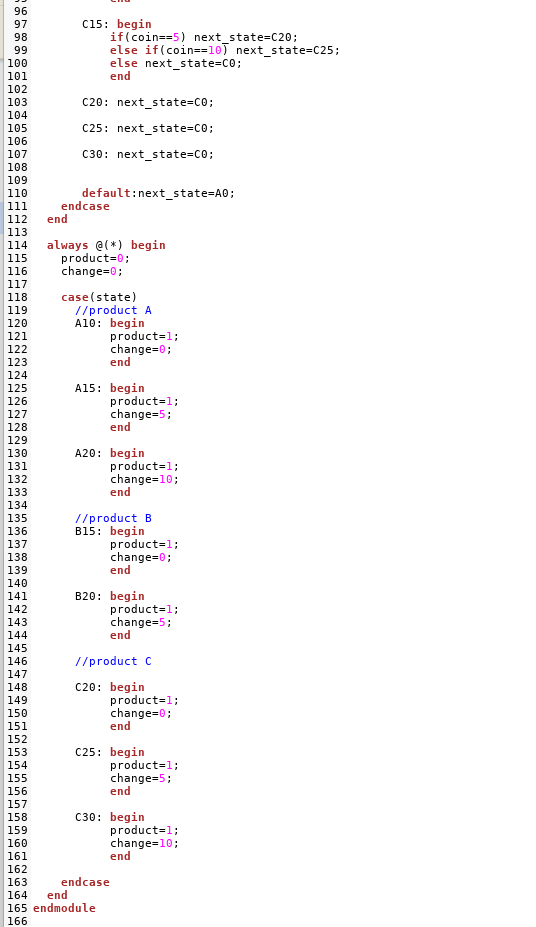 96
97 C15: begin
98 if(coin==5) next_state=C20;
99 else if(coin==10) next_state=C25;
100 else next_state=C0;
101 end
102
103 C20: next_state=C0;
104
105 C25: next_state=C0;
106
107 C30: next_state=C0;
108
109
110 default:next_state=A0;
111 endcase
112 end
113
114 always @(*) begin
115 product=0;
116 change=0;
117
118 case(state)
119 //product A
120 A10: begin
121 product=1;
122 change=0;
123 end
124
125 A15: begin
126 product=1;
127 change=5;
128 end
129
130 A20: begin
131 product=1;
132 change=10;
133 end
134
135 //product B
136 B15: begin
137 product=1;
138 change=0;
139 end
140
141 B20: begin
142 product=1;
143 change=5;
144 end
145
146 //product C
147
148 C20: begin
149 product=1;
150 change=0;
151 end
152
153 C25: begin
154 product=1;
155 change=5;
156 end
157
158 C30: begin
159 product=1;
160 change=10;
161 end
162
163 endcase
164 end
165 endmodule
166